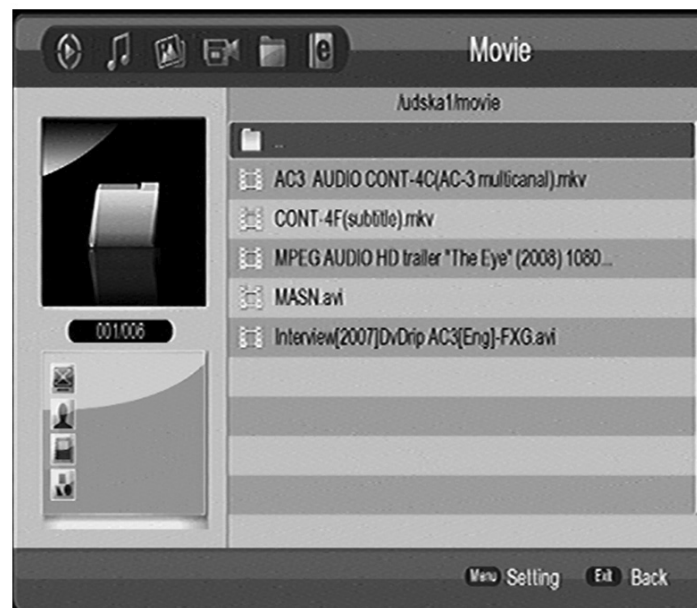 Movie
/udska1/movie
..
AC3 AUDIO CONT-4C(AC-3 multicanal).mkv
CONT-4F(subtitle).mkv
MPEG AUDIO HD trailer "The Eye" (2008) 1080...
MASN.avi
Interview[2007]DvDrip AC3[Eng]-FXG.avi
001/006
Menu Setting Exit Back